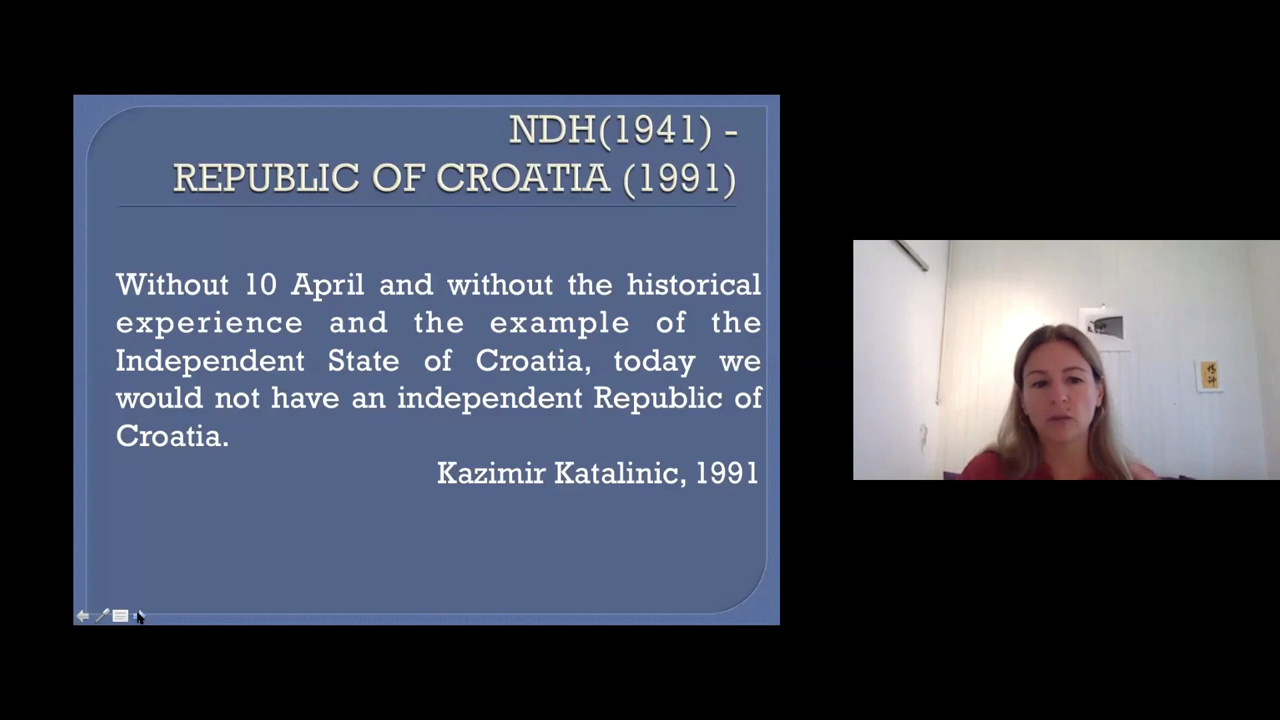 NDH(1941) -
REPUBLIC OF CROATIA (1991)
Without 10 April and without the historical
experience and the example of the
Independent State of Croatia, today we
would not have an independent Republic of
Croatia.
Kazimir Katalinic, 1991